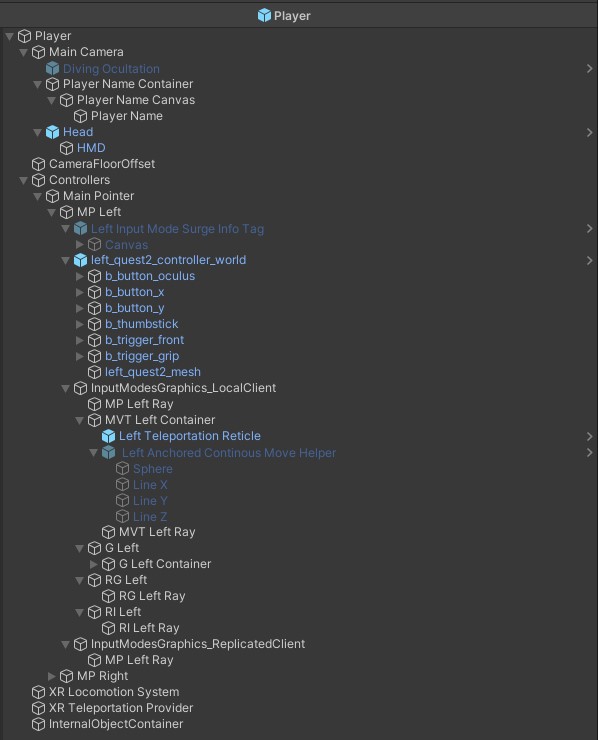 Player
Player
Main Camera
Diving Ocultation
Player Name Container
Player Name Canvas
Player Name
Head
HMD
CameraFloorOffset
Controllers
Main Pointer
MP Left
Left Input Mode Surge Info Tag
Canvas
left_quest2_controller_world
b_button_oculus
b_button_x
b_button_y
b_thumbstick
b_trigger_front
b_trigger_grip
left_quest2_mesh
InputModesGraphics_LocalClient
MP Left Ray
MVT Left Container
Left Teleportation Reticle
Left Anchored Continous Move Helper
Sphere
Line X
Line Y
Line Z
MVT Left Ray
G Left
G Left Container
RG Left
RG Left Ray
RI Left
RI Left Ray
InputModesGraphics_ReplicatedClient
MP Left Ray
MP Right
XR Locomotion System
XR Teleportation Provider
InternalObjectContainer